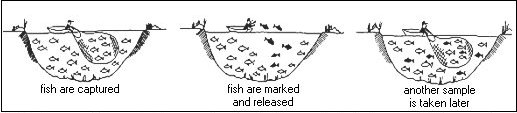 fish are captured
fish are marked
and released
another sample
is taken later